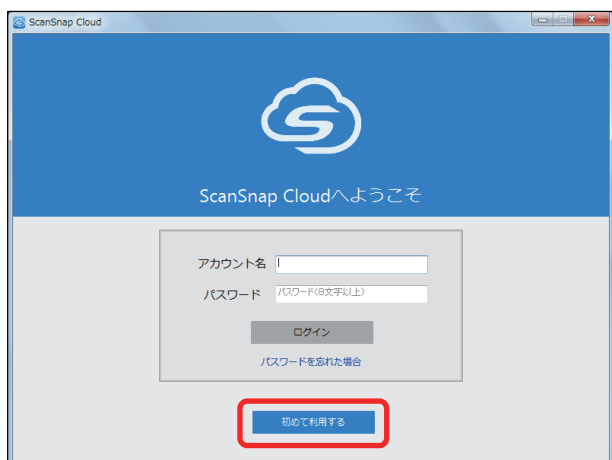 ScanSnap Cloud
ScanSnap Cloudへようこそ
アカウント名
パスワード パスワード(8文字以上)
ログイン
パスワードを忘れた場合
初めて利用する